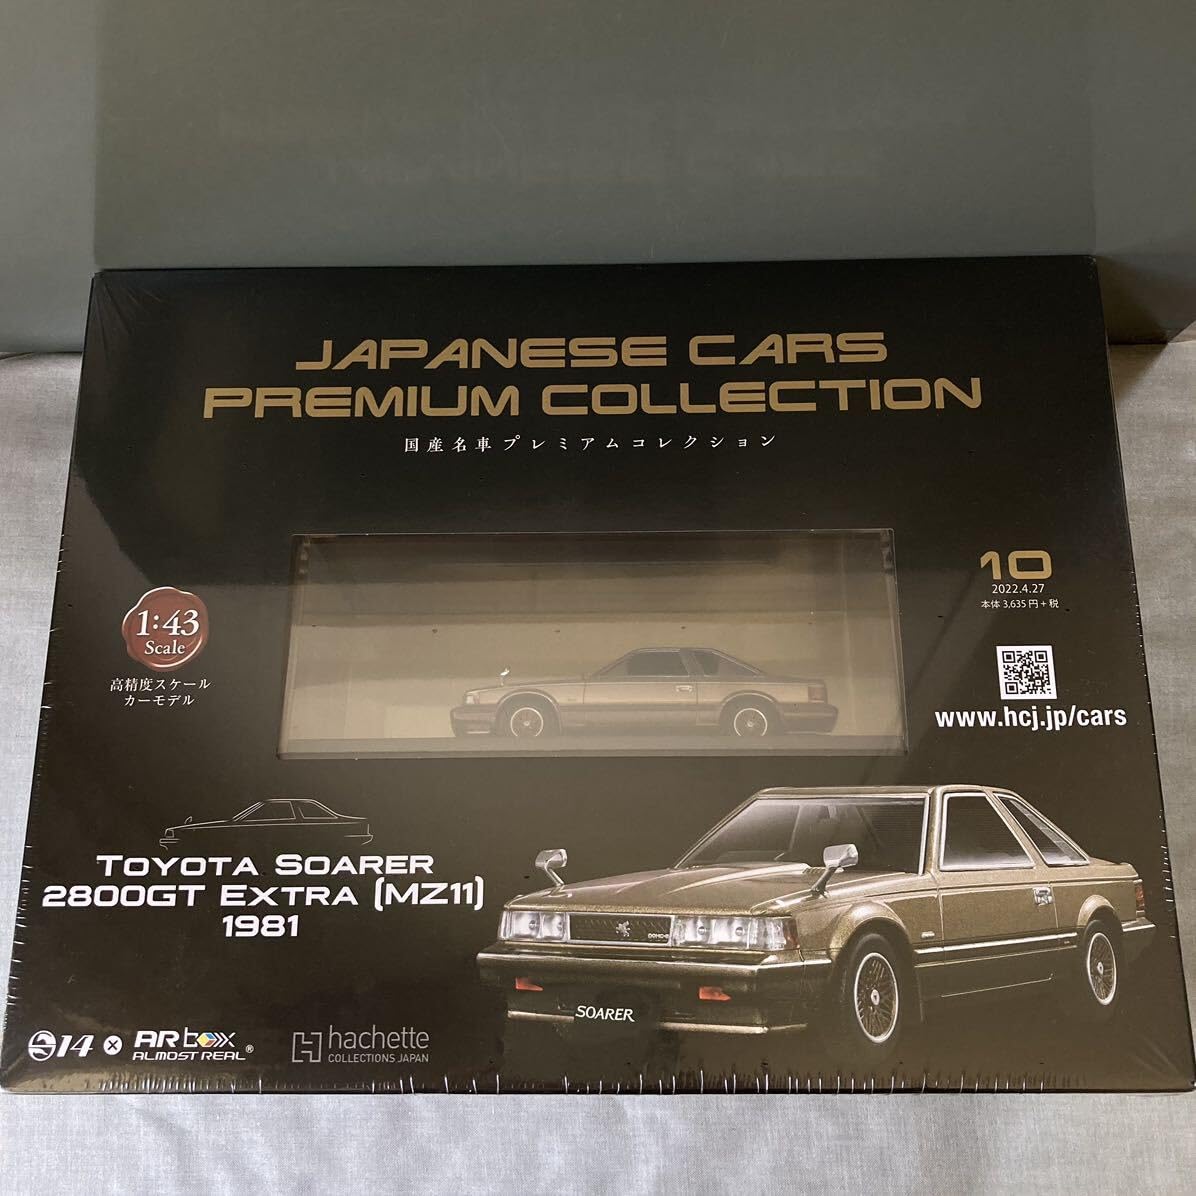 JAPANESE CARS
PREMIUM COLLECTION
国産名車プレミアムコレクション
10
2022.4.27
本体 3,635円+税
1:43
Scale
高精度スケール
カーモデル
www.hcj.jp/cars
TOYOTA SOARER
2800GT EXTRA (MZ11)
1981
DOHC-6
SOARER
14 × ARbox
ALMOST REAL®
hachette
COLLECTIONS JAPAN